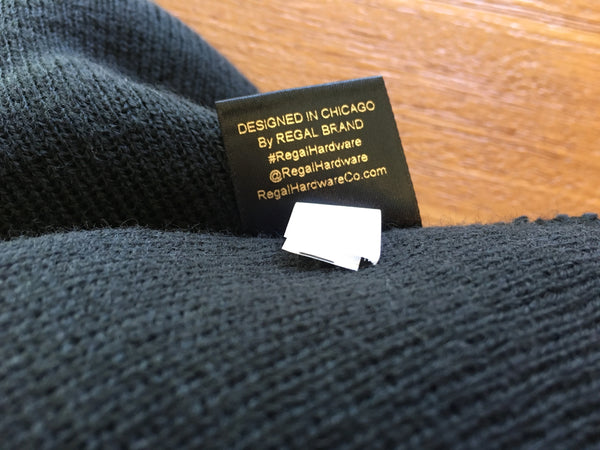 DESIGNED IN CHICAGO
By REGAL BRAND
#RegalHardware
@RegalHardware
RegalHardwareCo.com